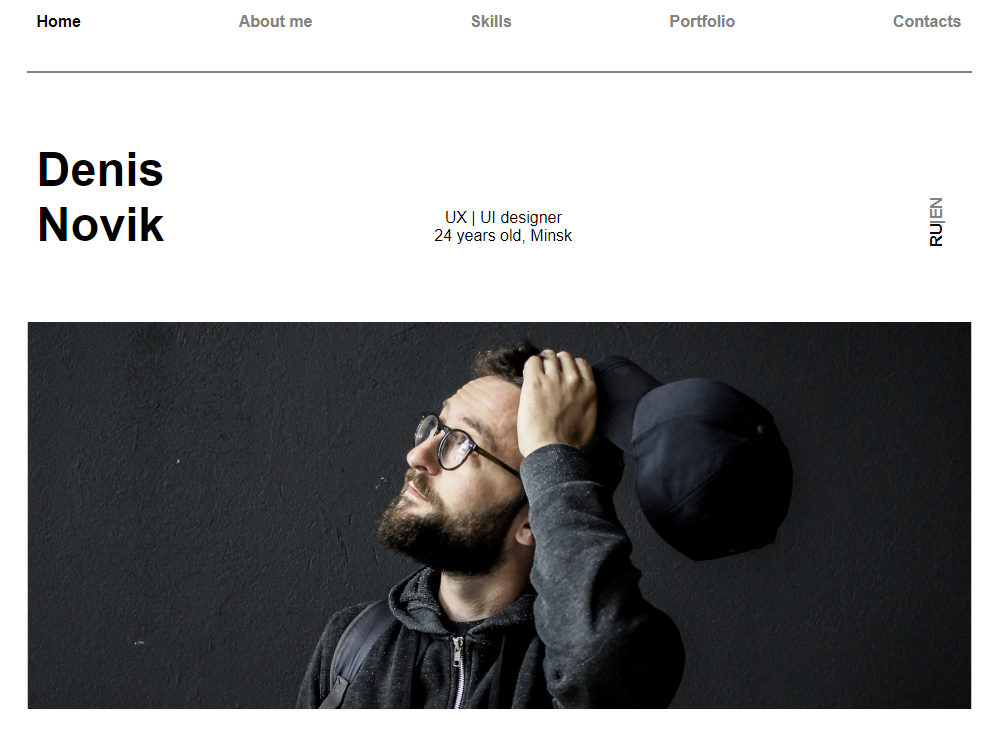 Home About me Skills Portfolio Contacts
Denis
Novik
UX | UI designer
24 years old, Minsk
RU|EN